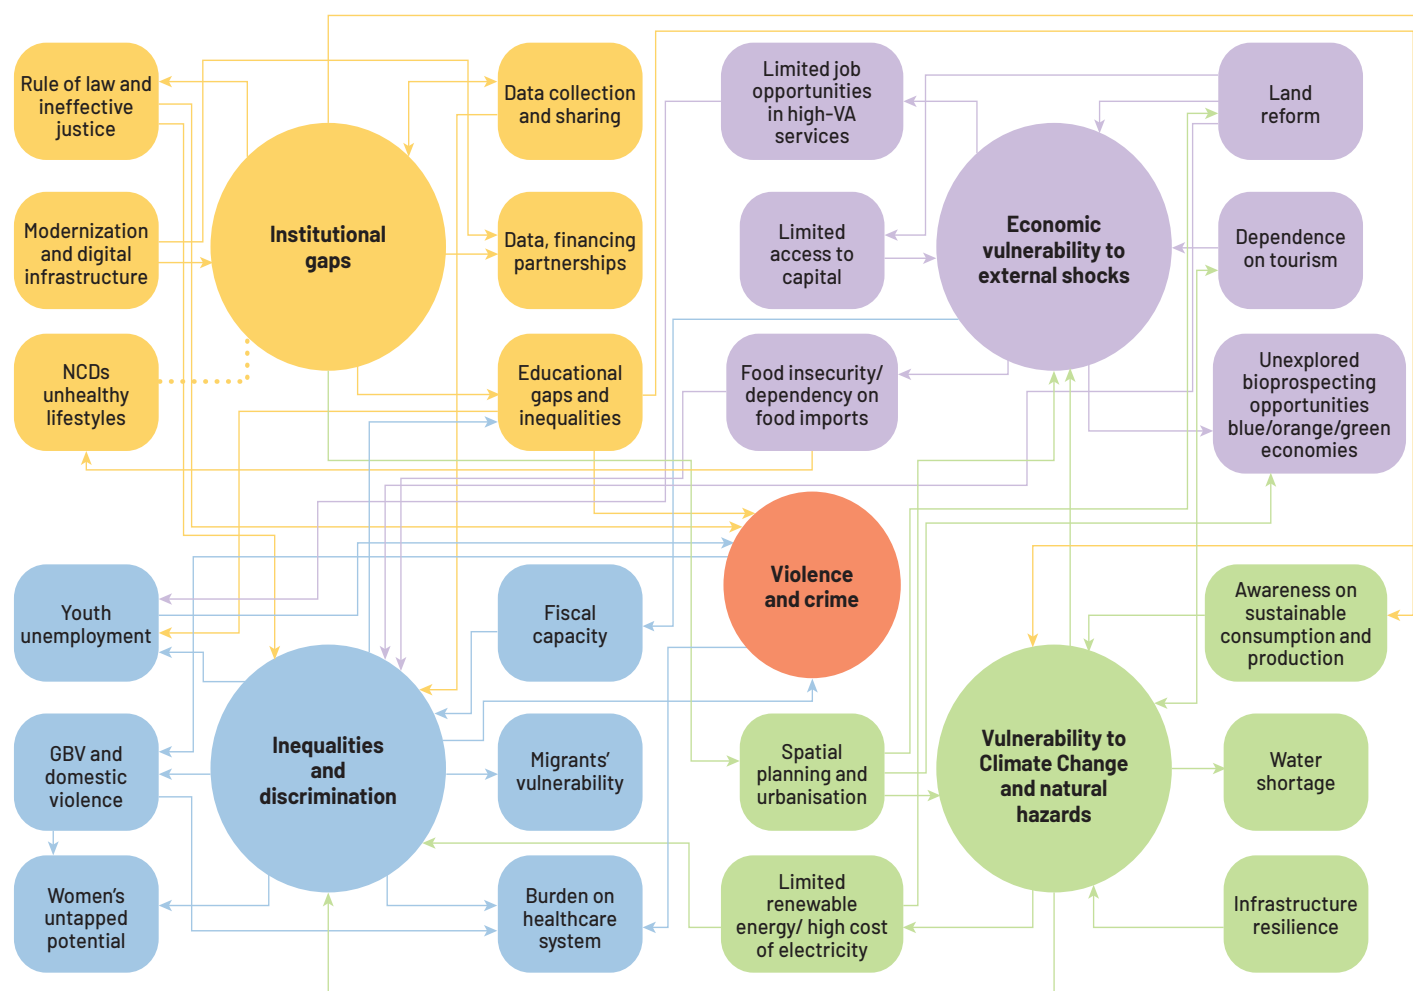 Rule of law and
ineffective
justice
Data collection
and sharing
Limited job
opportunities
in high-VA
services
Land
reform
Modernization
and digital
infrastructure
Institutional
gaps
Data, financing
partnerships
Limited
access to
capital
Economic
vulnerability to
external shocks
Dependence
on tourism
NCDs
unhealthy
lifestyles
Educational
gaps and
inequalities
Food insecurity/
dependency on
food imports
Unexplored
bioprospecting
opportunities
blue/orange/green
economies
Violence
and crime
Youth
unemployment
Fiscal
capacity
Awareness on
sustainable
consumption and
production
GBV and
domestic
violence
Inequalities
and
discrimination
Migrants’
vulnerability
Spatial
planning and
urbanisation
Vulnerability to
Climate Change
and natural
hazards
Water
shortage
Women’s
untapped
potential
Burden on
healthcare
system
Limited
renewable
energy/ high cost
of electricity
Infrastructure
resilience